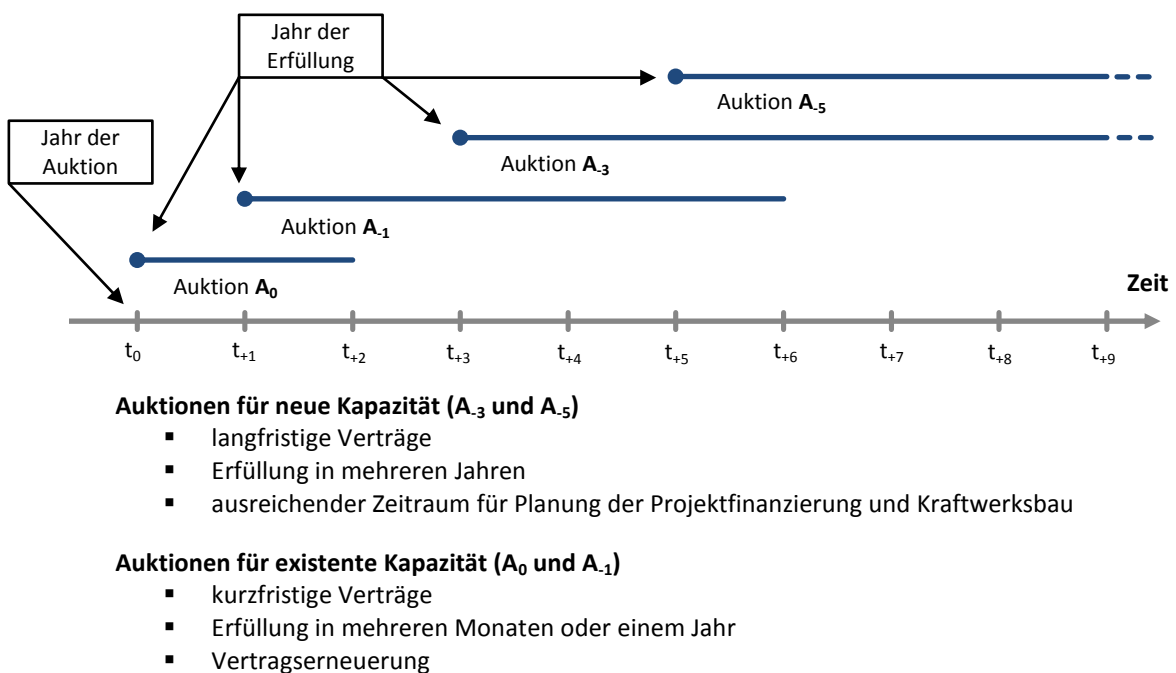 Jahr der
Erfüllung
Auktion A-5
Jahr der
Auktion
Auktion A-3
Auktion A-1
Auktion A0
Zeit
t0 t+1 t+2 t+3 t+4 t+5 t+6 t+7 t+8 t+9
Auktionen für neue Kapazität (A-3 und A-5)
▪ langfristige Verträge
▪ Erfüllung in mehreren Jahren
▪ ausreichender Zeitraum für Planung der Projektfinanzierung und Kraftwerksbau
Auktionen für existente Kapazität (A0 und A-1)
▪ kurzfristige Verträge
▪ Erfüllung in mehreren Monaten oder einem Jahr
▪ Vertragserneuerung